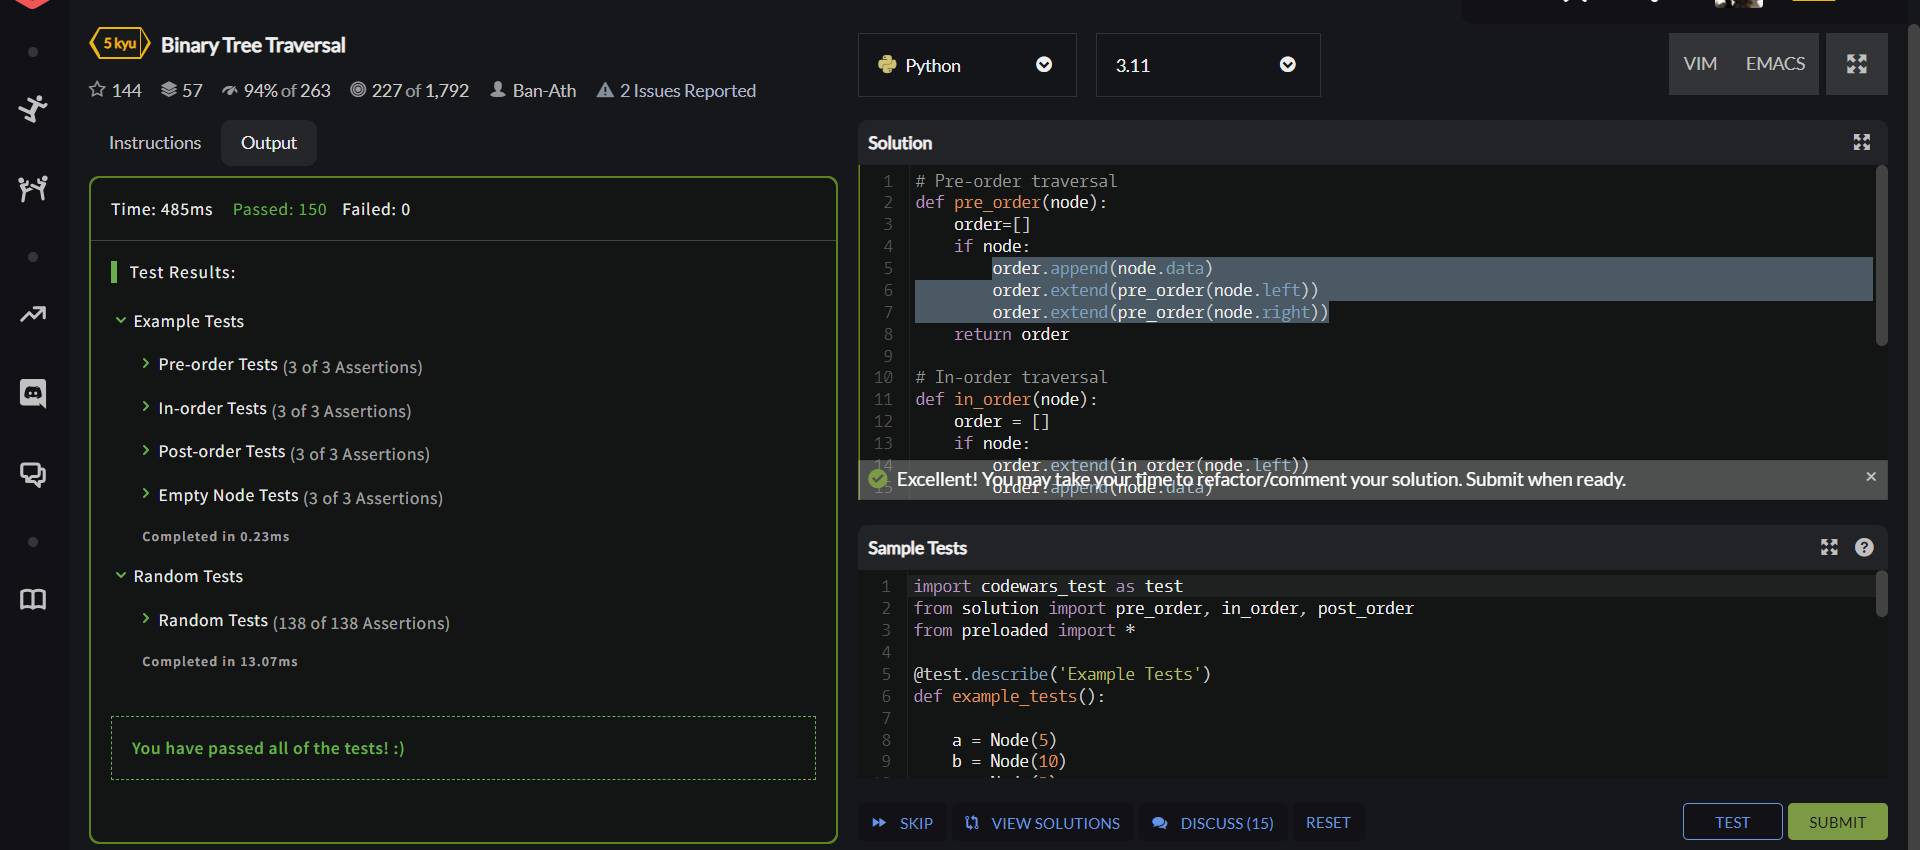 5 kyu Binary Tree Traversal
144 57 94% of 263 227 of 1,792 Ban-Ath 2 Issues Reported
Instructions Output
Time: 485ms Passed: 150 Failed: 0
Test Results:
Example Tests
Pre-order Tests (3 of 3 Assertions)
In-order Tests (3 of 3 Assertions)
Post-order Tests (3 of 3 Assertions)
Empty Node Tests (3 of 3 Assertions)
Completed in 0.23ms
Random Tests
Random Tests (138 of 138 Assertions)
Completed in 13.07ms
You have passed all of the tests! :)
Python 3.11 VIM EMACS
Solution
1 # Pre-order traversal
2 def pre_order(node):
3 order=[]
4 if node:
5 order.append(node.data)
6 order.extend(pre_order(node.left))
7 order.extend(pre_order(node.right))
8 return order
9
10 # In-order traversal
11 def in_order(node):
12 order = []
13 if node:
14 order.extend(in_order(node.left))
15 order.append(node.data)
Excellent! You may take your time to refactor/comment your solution. Submit when ready.
Sample Tests
1 import codewars_test as test
2 from solution import pre_order, in_order, post_order
3 from preloaded import *
4
5 @test.describe('Example Tests')
6 def example_tests():
7
8 a = Node(5)
9 b = Node(10)
SKIP VIEW SOLUTIONS DISCUSS (15) RESET TEST SUBMIT